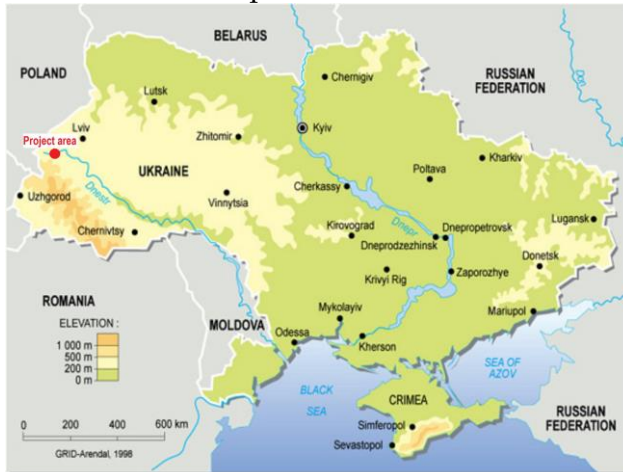 BELARUS
POLAND
RUSSIAN
FEDERATION
Chernigiv
Lutsk
Lviv
Zhitomir
Kyiv
Project area
Kharkiv
Poltava
UKRAINE
Cherkassy
Dnestr
Uzhgorod
Vinnytsia
Lugansk
Kirovograd
Dnepr
Dnepropetrovsk
Chernivtsy
Dneprodzezhinsk
Donetsk
Krivyi Rig
Zaporozhye
ROMANIA
MOLDOVA
Mykolayiv
Mariupol
ELEVATION :
1 000 m
500 m
200 m
0 m
Odessa
Kherson
SEA OF
AZOV
BLACK
SEA
CRIMEA
RUSSIAN
FEDERATION
Simferopol
Sevastopol
0 200 400 600 km
GRID-Arendal, 1998
Don